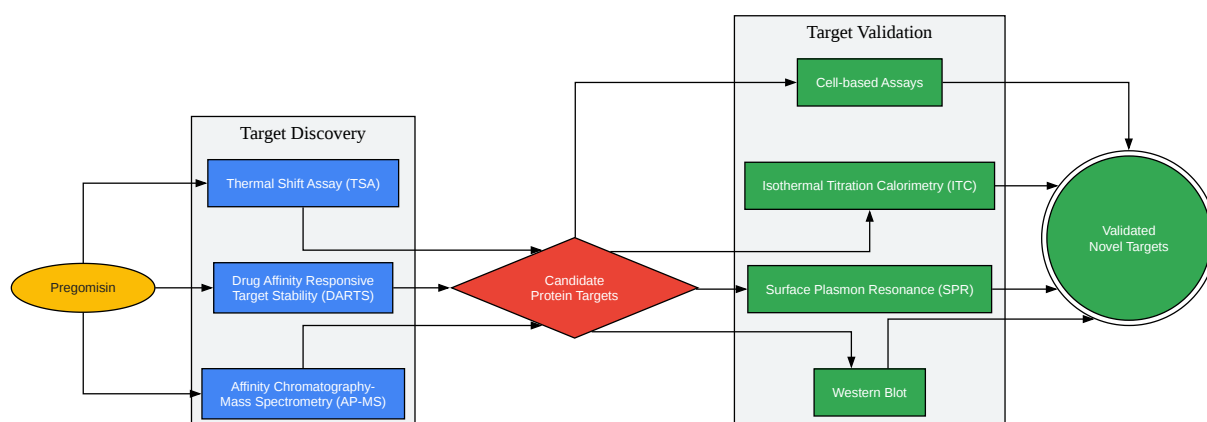 Target Discovery
Target Validation
Pregomisin
Thermal Shift Assay (TSA)
Drug Affinity Responsive
Target Stability (DARTS)
Affinity Chromatography-
Mass Spectrometry (AP-MS)
Candidate
Protein Targets
Cell-based Assays
Isothermal Titration Calorimetry (ITC)
Surface Plasmon Resonance (SPR)
Western Blot
Validated
Novel Targets